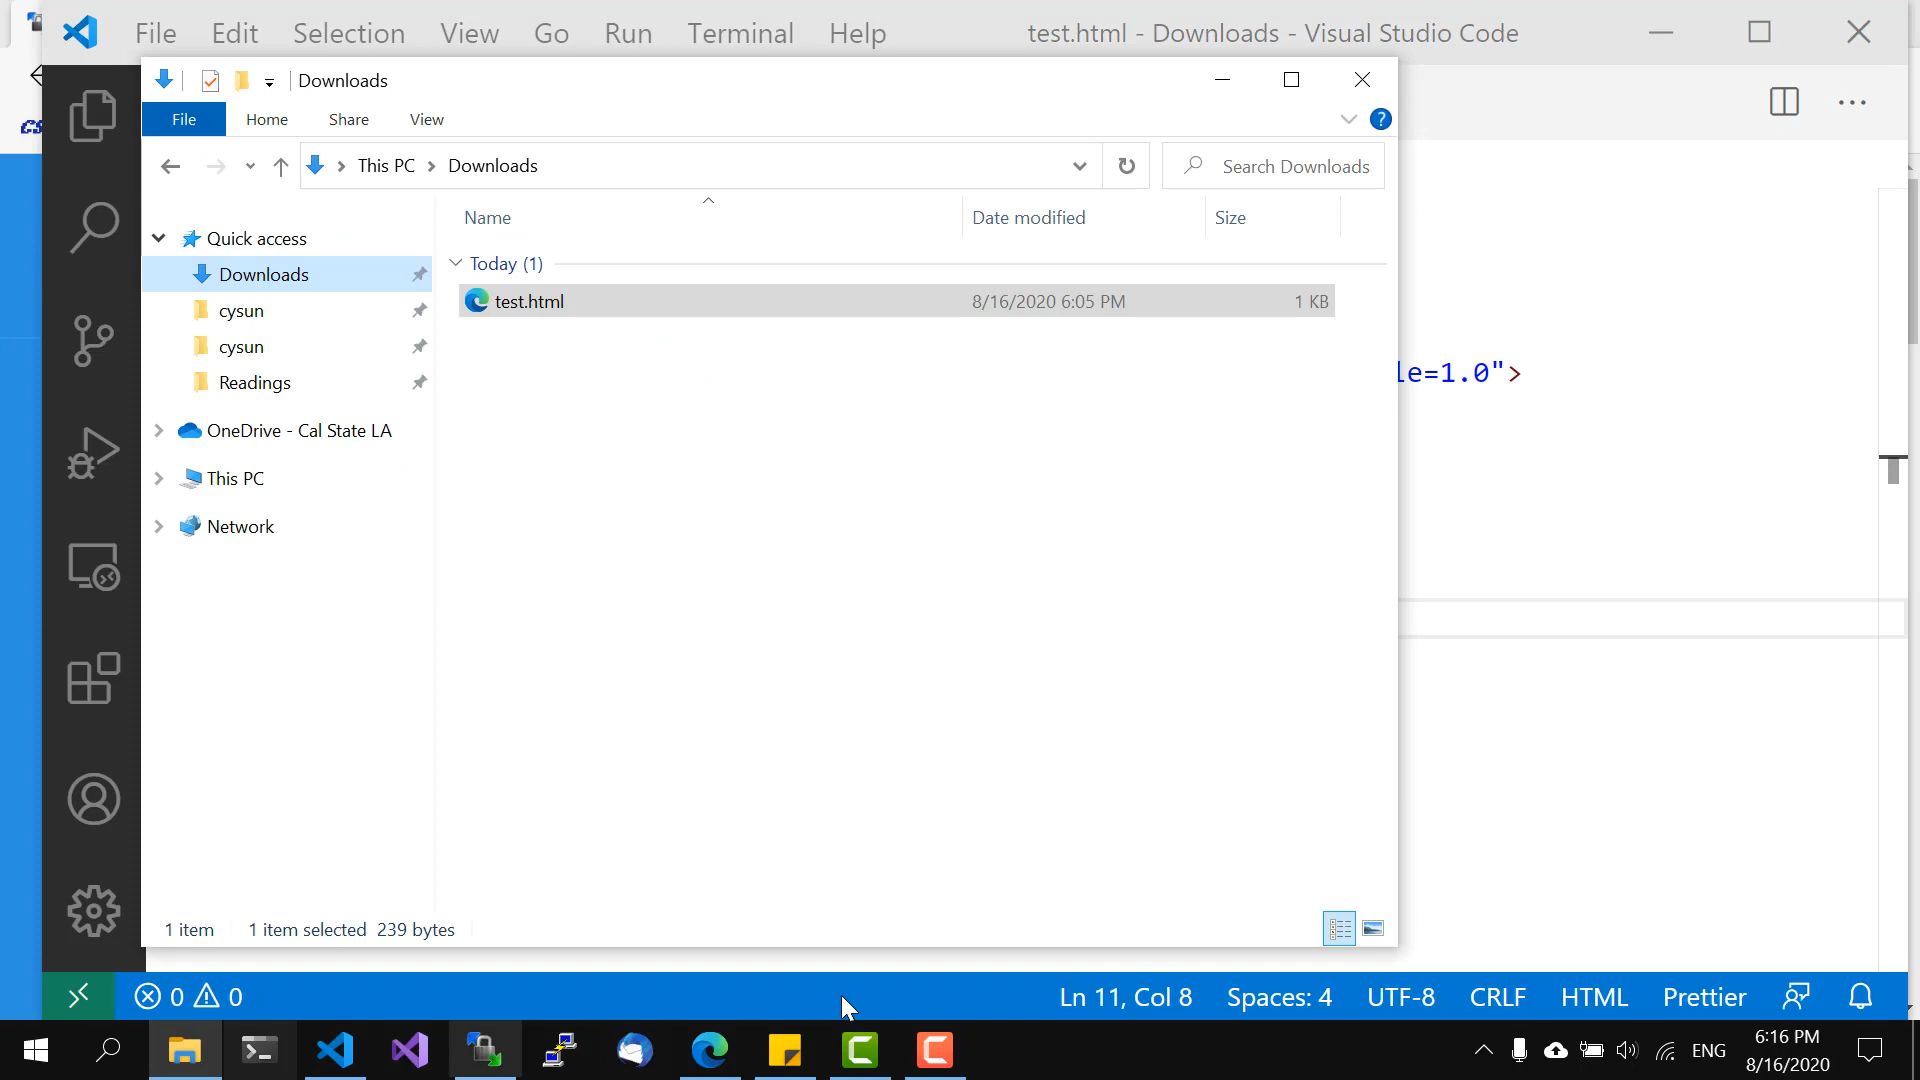 File Edit Selection View Go Run Terminal Help test.html - Downloads - Visual Studio Code
Downloads
File Home Share View
This PC Downloads
Search Downloads
Name Date modified Size
Quick access
Today (1)
Downloads
test.html 8/16/2020 6:05 PM 1 KB
cysun
cysun
Readings
le=1.0">
OneDrive - Cal State LA
This PC
Network
1 item 1 item selected 239 bytes
0 0 Ln 11, Col 8 Spaces: 4 UTF-8 CRLF HTML Prettier
ENG
6:16 PM
8/16/2020